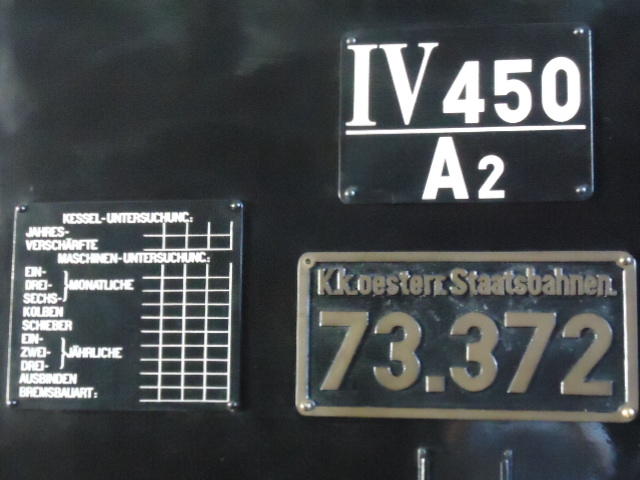 IV 450
A2
KESSEL-UNTERSUCHUNG:
JAHRES-
VERSCHÄRFTE
MASCHINEN-UNTERSUCHUNG:
EIN-
DREI- MONATLICHE
SECHS-
KOLBEN
SCHIEBER
EIN-
ZWEI- JÄHRLICHE
DREI-
AUSBINDEN
BREMSBAUART:
K.k.oesterr. Staatsbahnen.
73.372